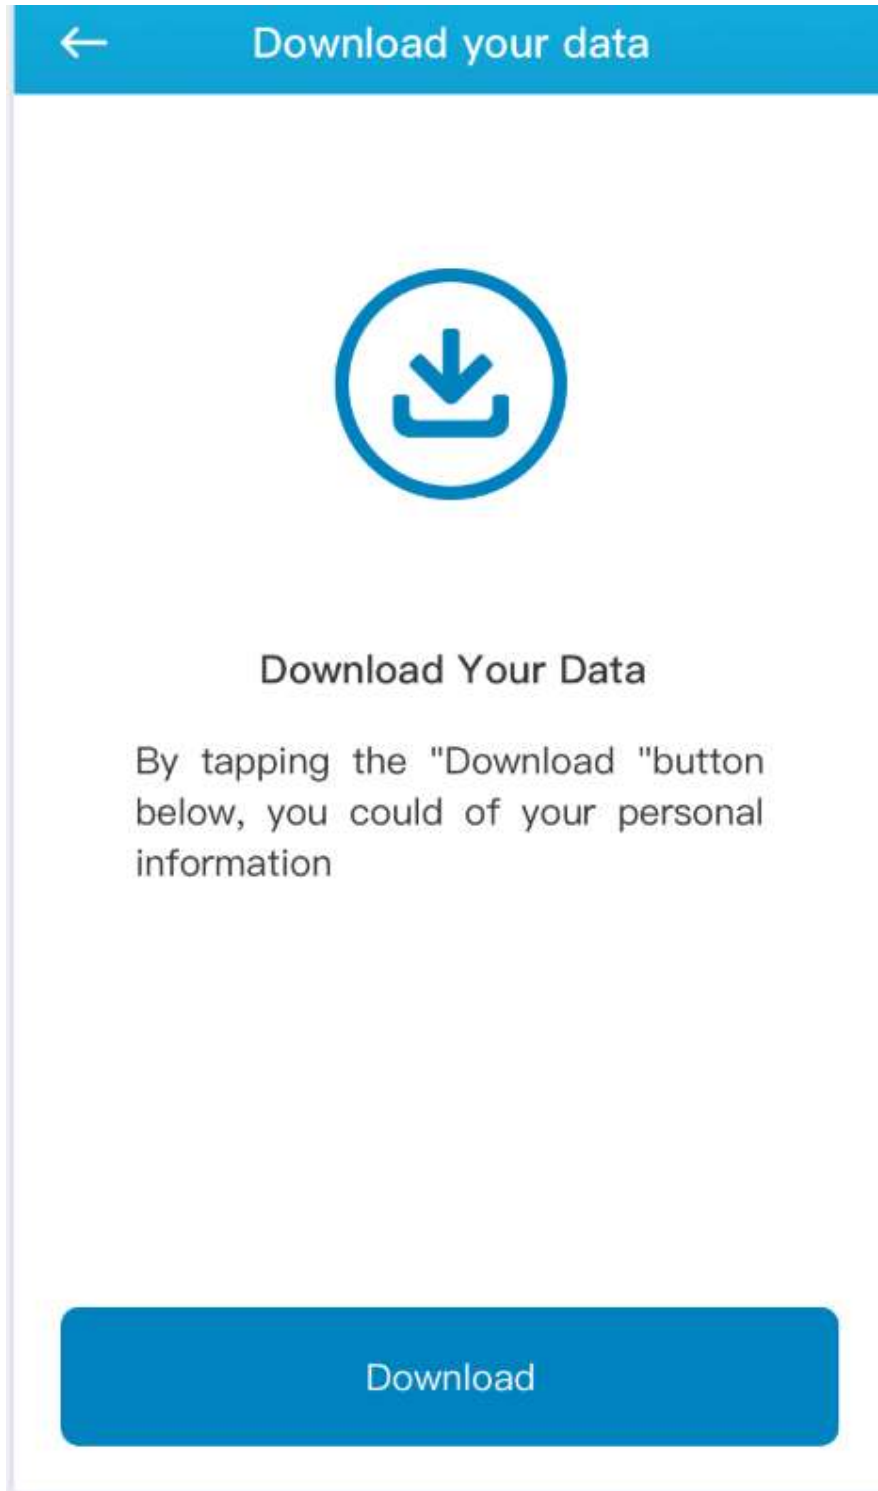 Download your data
Download Your Data
By tapping the "Download "button
below, you could of your personal
information
Download